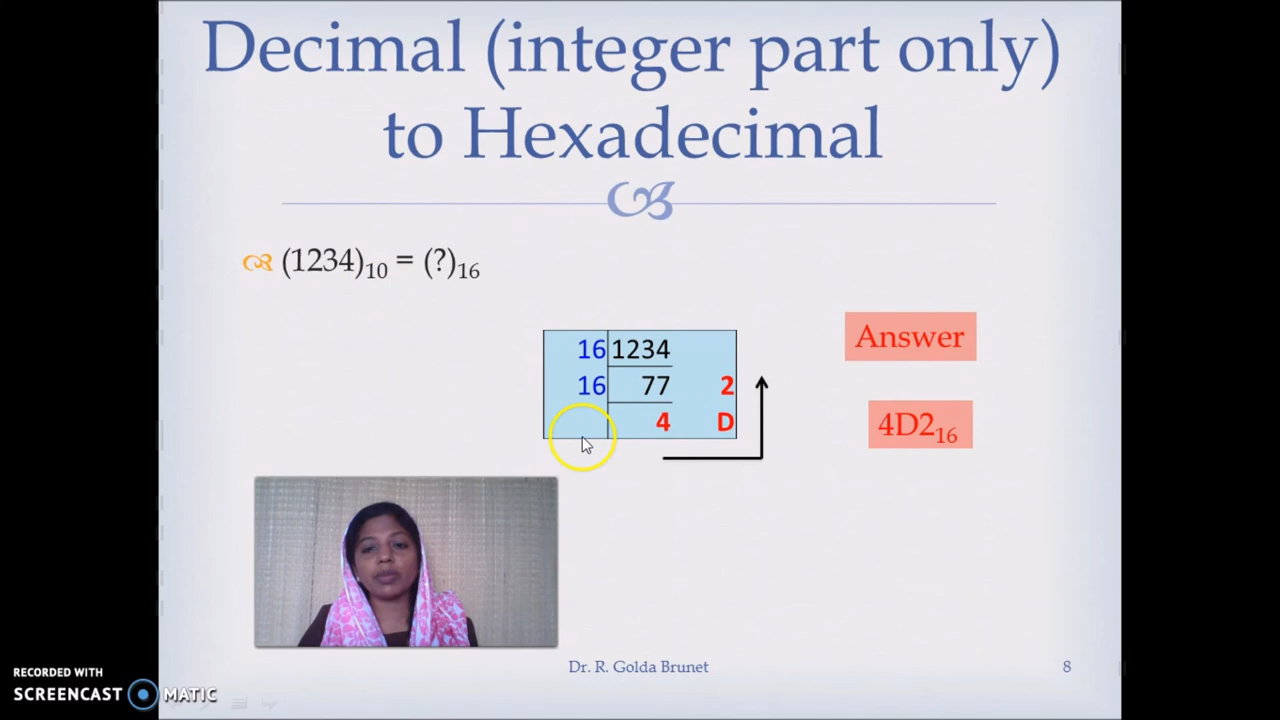 Decimal (integer part only)
to Hexadecimal
(1234)10 = (?)16
16 1234
16 77 2
4 D
Answer
4D216
Dr. R. Golda Brunet
8
RECORDED WITH
SCREENCAST MATIC